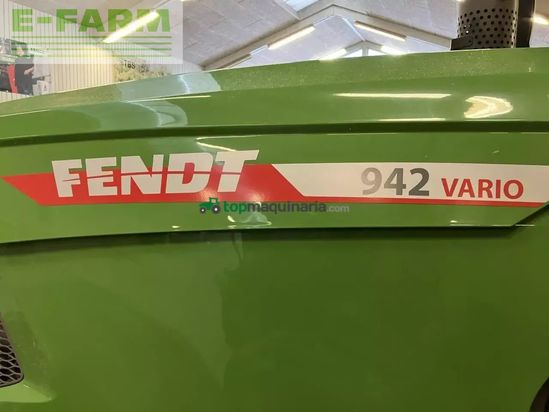 E-FARM
FENDT 942 VARIO
topmaquinaria.com